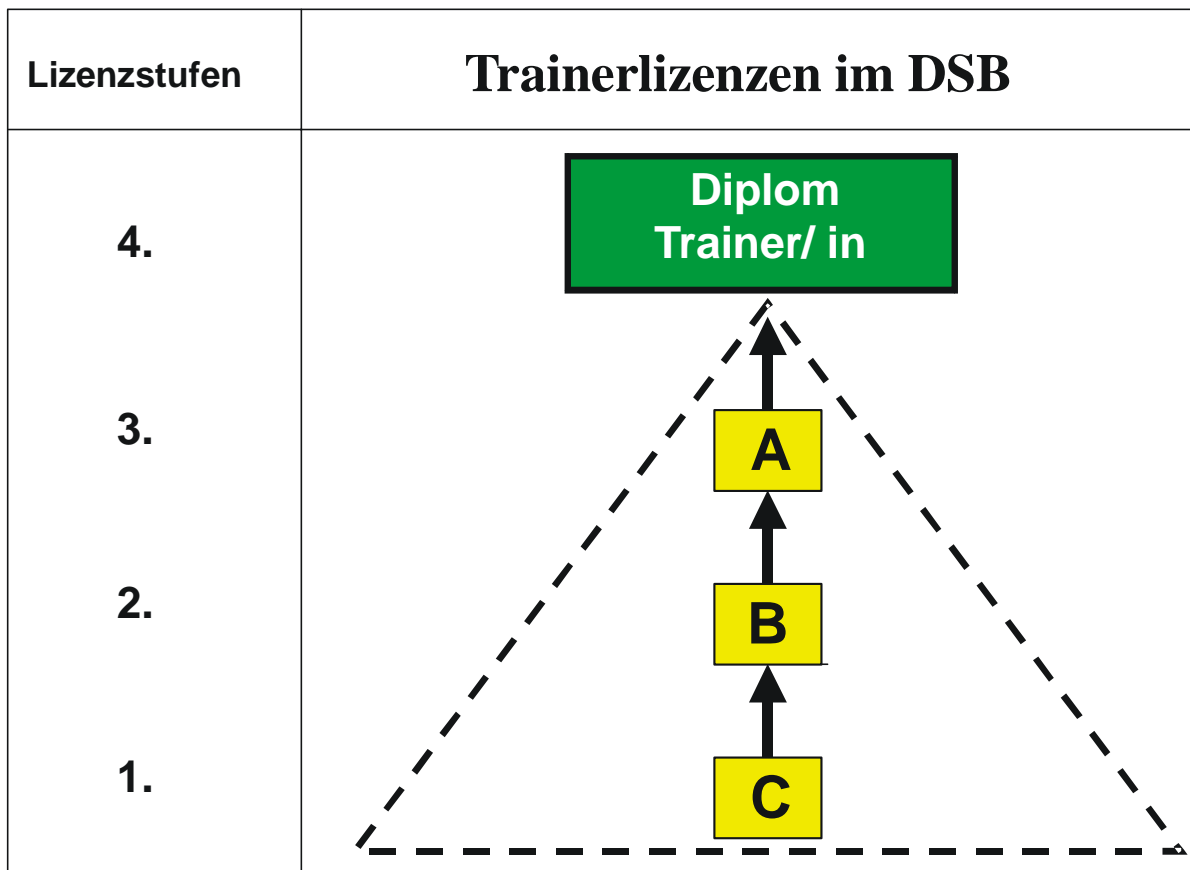 Lizenzstufen
Trainerlizenzen im DSB
4.
Diplom
Trainer/ in
3.
A
2.
B
1.
C